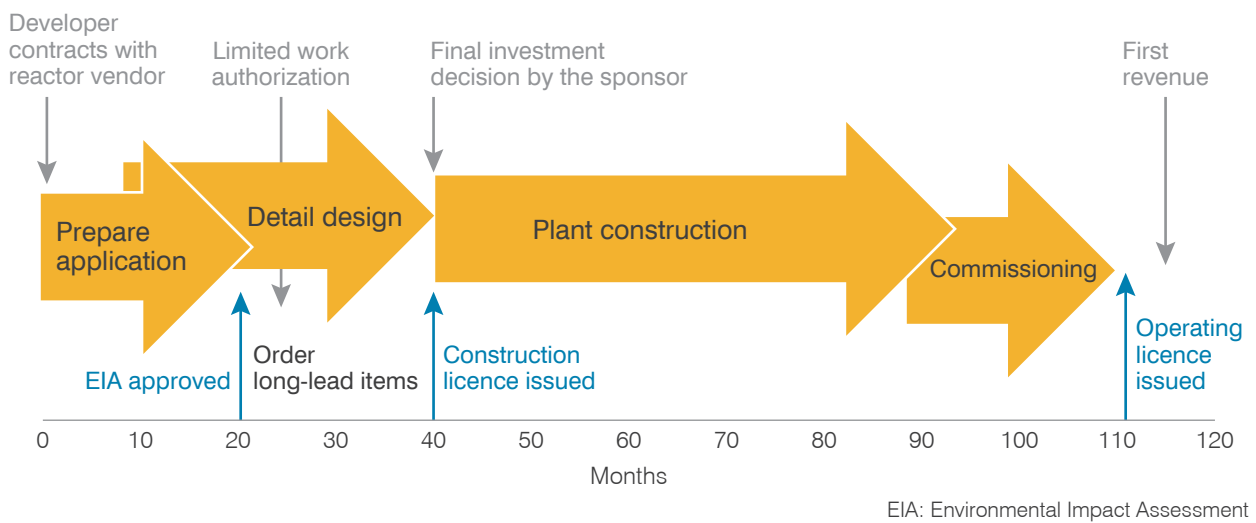 Developer
contracts with
reactor vendor
Limited work
authorization
Final investment
decision by the sponsor
First
revenue
Prepare
application
Detail design
Plant construction
Commissioning
EIA approved
Order
long-lead items
Construction
licence issued
Operating
licence
issued
0 10 20 30 40 50 60 70 80 90 100 110 120
Months
EIA: Environmental Impact Assessment